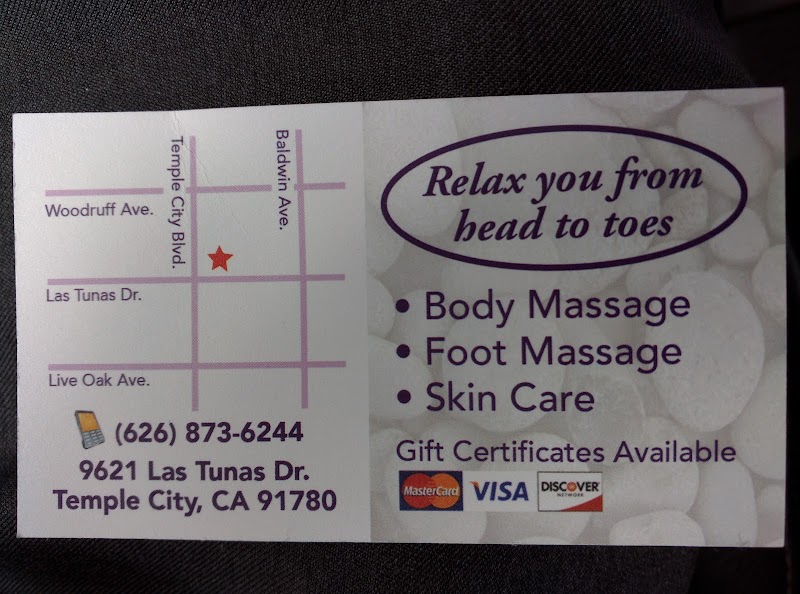 Temple City Blvd.
Baldwin Ave.
Woodruff Ave.
Las Tunas Dr.
Live Oak Ave.
(626) 873-6244
9621 Las Tunas Dr.
Temple City, CA 91780
Relax you from
head to toes
• Body Massage
• Foot Massage
• Skin Care
Gift Certificates Available
MasterCard VISA DISCOVER
NETWORK